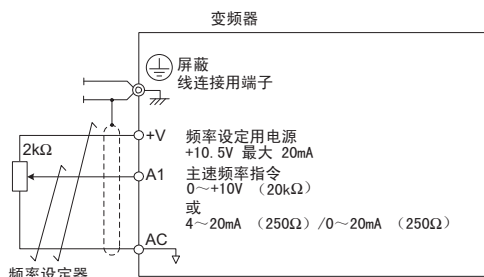 变频器
屏蔽
线连接用端子
+V
频率设定用电源
+10.5V 最大 20mA
2kΩ
A1
主速频率指令
0～+10V （20kΩ）
或
4～20mA （250Ω）/0～20mA （250Ω）
AC
频率设定器